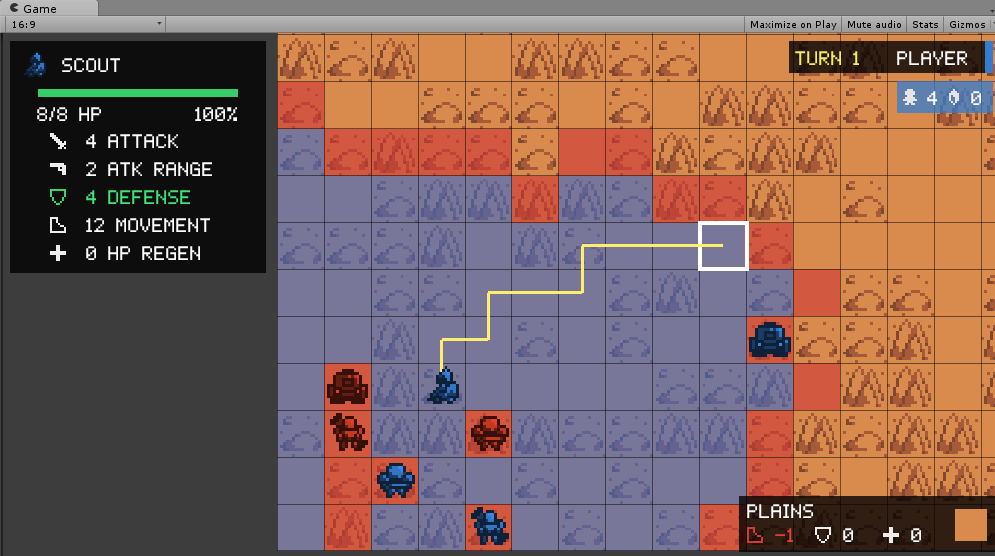 Game
16:9
Maximize on Play Mute audio Stats Gizmos
SCOUT
8/8 HP 100%
4 ATTACK
2 ATK RANGE
4 DEFENSE
12 MOVEMENT
0 HP REGEN
TURN 1 PLAYER
4 0
PLAINS
-1 0 0